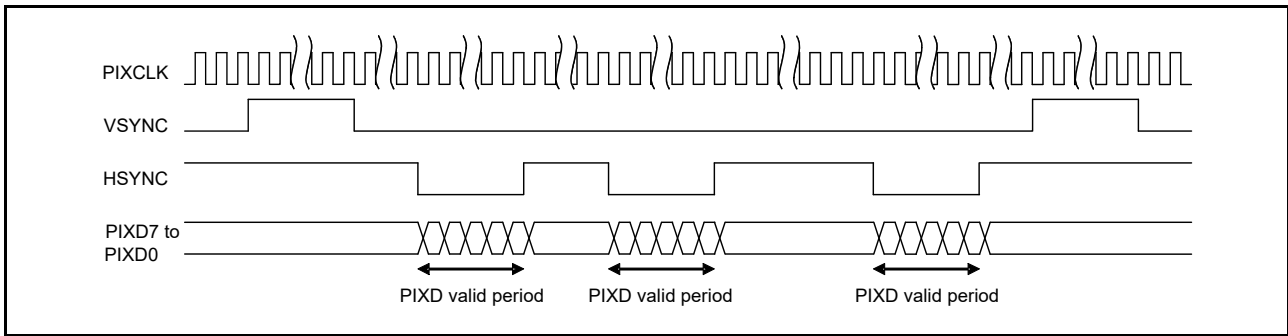 PIXCLK
VSYNC
HSYNC
PIXD7 to
PIXD0
PIXD valid period PIXD valid period PIXD valid period